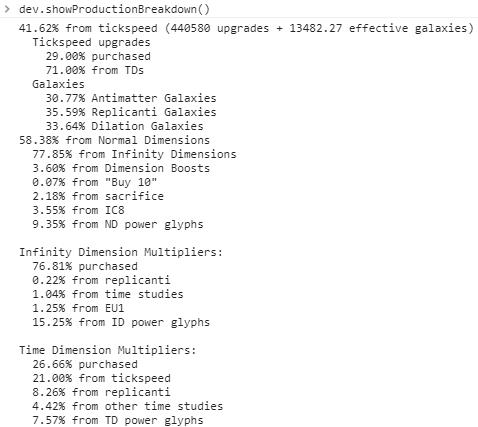 > dev.showProductionBreakdown()
41.62% from tickspeed (440580 upgrades + 13482.27 effective galaxies)
Tickspeed upgrades
29.00% purchased
71.00% from TDs
Galaxies
30.77% Antimatter Galaxies
35.59% Replicanti Galaxies
33.64% Dilation Galaxies
58.38% from Normal Dimensions
77.85% from Infinity Dimensions
3.60% from Dimension Boosts
0.07% from "Buy 10"
2.18% from sacrifice
3.55% from IC8
9.35% from ND power glyphs
Infinity Dimension Multipliers:
76.81% purchased
0.22% from replicanti
1.04% from time studies
1.25% from EU1
15.25% from ID power glyphs
Time Dimension Multipliers:
26.66% purchased
21.00% from tickspeed
8.26% from replicanti
4.42% from other time studies
7.57% from TD power glyphs